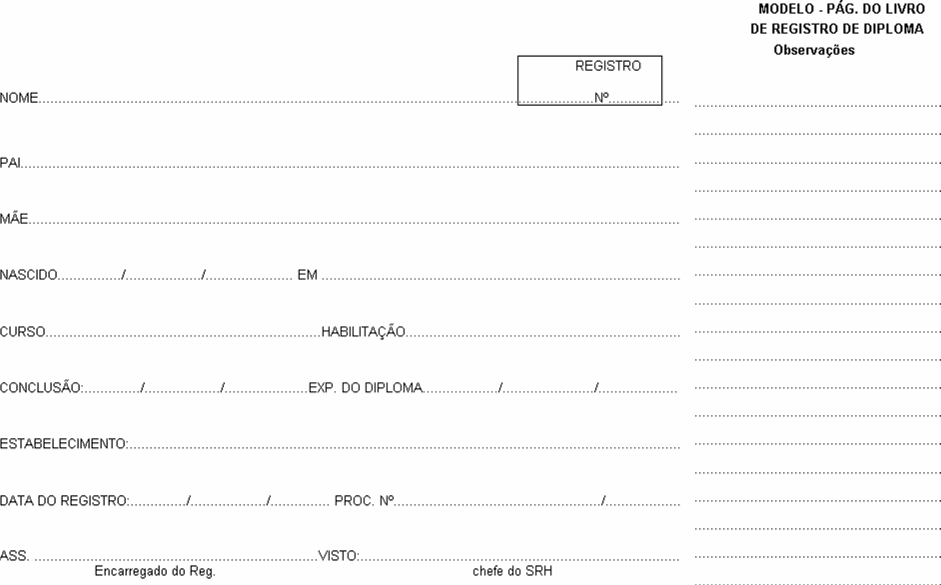 MODELO - PÁG. DO LIVRO
DE REGISTRO DE DIPLOMA
Observações
REGISTRO
NOME........................................Nº....................
PAI........................................
MÃE........................................
NASCIDO................/..................../...................... EM ........................................
CURSO........................................HABILITAÇÃO........................................
CONCLUSÃO:.............../..................../.....................EXP. DO DIPLOMA.................../......................../.....................
ESTABELECIMENTO:........................................
DATA DO REGISTRO:.............../..................../............... PROC. Nº......................................../...................
ASS. ........................................VISTO:........................................
Encarregado do Reg. chefe do SRH